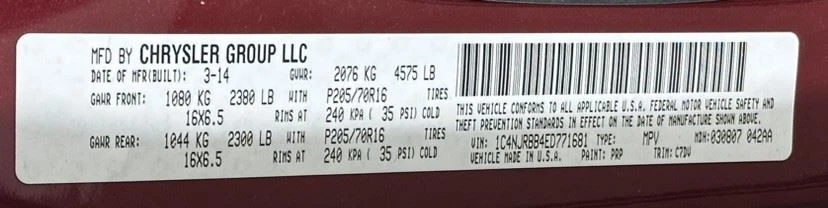 MFD BY CHRYSLER GROUP LLC
DATE OF MFR(BUILT): 3-14 GVWR: 2076 KG 4575 LB
GAWR FRONT: 1080 KG 2380 LB WITH P205/70R16 TIRES
16X6.5 RIMS AT 240 KPA ( 35 PSI) COLD
GAWR REAR: 1044 KG 2300 LB WITH P205/70R16 TIRES
16X6.5 RIMS AT 240 KPA ( 35 PSI) COLD
THIS VEHICLE CONFORMS TO ALL APPLICABLE U.S.A. FEDERAL MOTOR VEHICLE SAFETY AND
THEFT PREVENTION STANDARDS IN EFFECT ON THE DATE OF MANUFACTURE SHOWN ABOVE.
VIN: 1C4NJRBB4ED771681 TYPE: MPV MDH:030807 042AA
VEHICLE MADE IN U.S.A. PAINT: PRP TRIM: C7DV